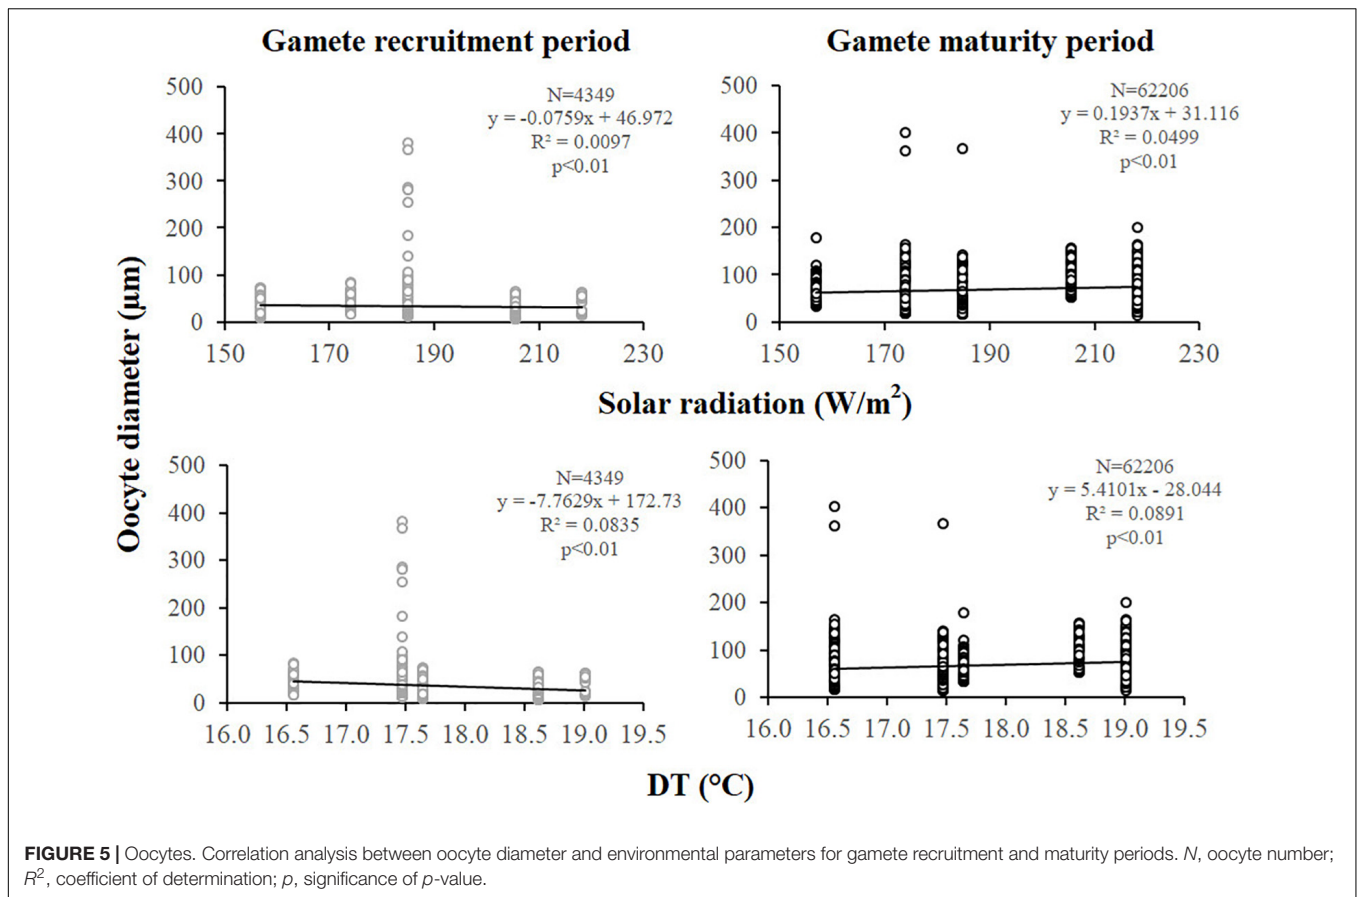 Gamete recruitment period
Gamete maturity period
500
400
300
200
100
0
150 170 190 210 230
N=4349
y = -0.0759x + 46.972
R² = 0.0097
p<0.01
500
400
300
200
100
0
150 170 190 210 230
N=62206
y = 0.1937x + 31.116
R² = 0.0499
p<0.01
Oocyte diameter (µm)
Solar radiation (W/m²)
500
400
300
200
100
0
16.0 16.5 17.0 17.5 18.0 18.5 19.0 19.5
N=4349
y = -7.7629x + 172.73
R² = 0.0835
p<0.01
500
400
300
200
100
0
16.0 16.5 17.0 17.5 18.0 18.5 19.0 19.5
N=62206
y = 5.4101x - 28.044
R² = 0.0891
p<0.01
DT (°C)
FIGURE 5 | Oocytes. Correlation analysis between oocyte diameter and environmental parameters for gamete recruitment and maturity periods. N, oocyte number;
R², coefficient of determination; p, significance of p-value.